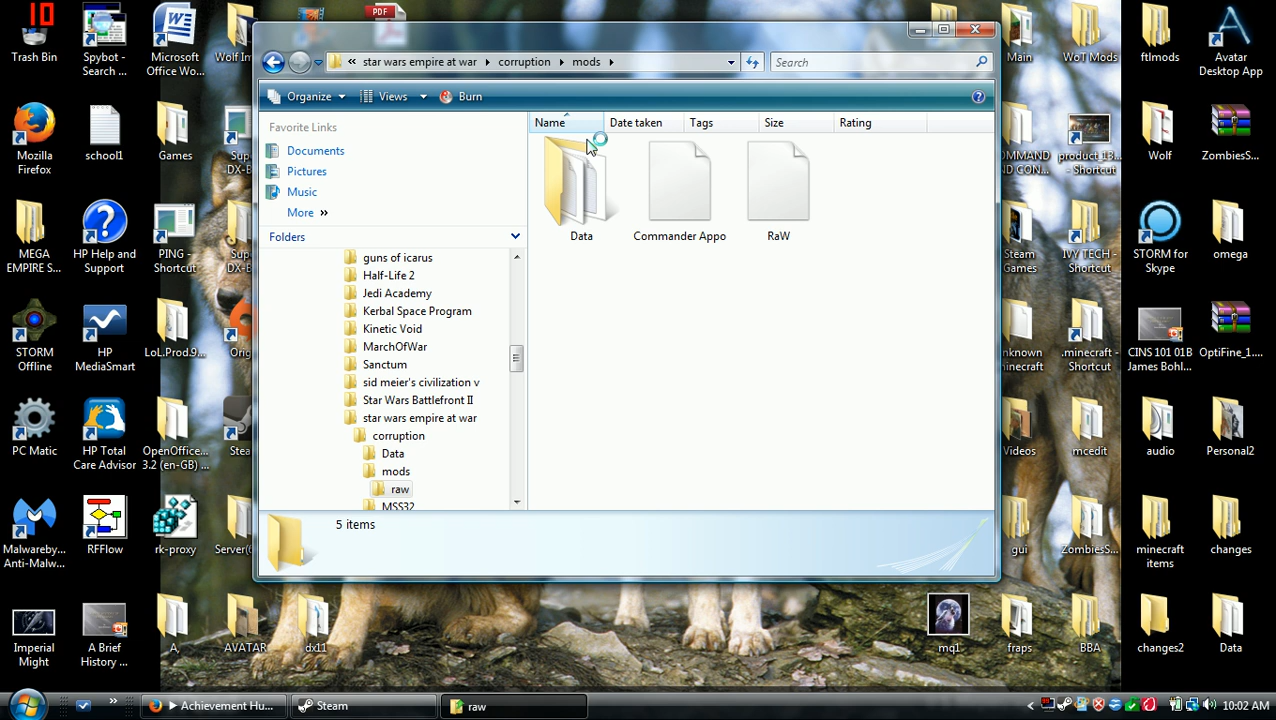 10
Trash Bin
Spybot -
Search ...
Microsoft
Office Wo...
PDF
Main
WoT Mods
ftlmods
Avatar
Desktop App
« star wars empire at war
corruption
mods
Search
Organize
Views
Burn
Favorite Links
Documents
Pictures
Music
More »
Folders
guns of icarus
Half-Life 2
Jedi Academy
Kerbal Space Program
Kinetic Void
MarchOfWar
Sanctum
sid meier's civilization v
Star Wars Battlefront II
star wars empire at war
corruption
Data
mods
raw
MSS32
Name
Date taken
Tags
Size
Rating
Data
Commander Appo
RaW
5 items
Mozilla
Firefox
school1
Games
product_13...
- Shortcut
Wolf
ZombiesS...
MEGA
EMPIRE S...
HP Help and
Support
PING -
Shortcut
Steam
Games
IVY TECH -
Shortcut
STORM for
Skype
omega
STORM
Offline
HP
MediaSmart
LoL.Prod.9...
minecraft
.minecraft -
Shortcut
CINS 101 01B
James Bohl...
OptiFine_1....
PC Matic
HP Total
Care Advisor
OpenOffice...
3.2 (en-GB) ...
Videos
mcedit
audio
Personal2
Malwareby...
Anti-Malw...
RFFlow
rk-proxy
gui
ZombiesS...
minecraft
items
changes
Imperial
Might
A Brief
History ...
A,
AVATAR
dx11
mq1
fraps
BBA
changes2
Data
Achievement Hu...
Steam
raw
10:02 AM